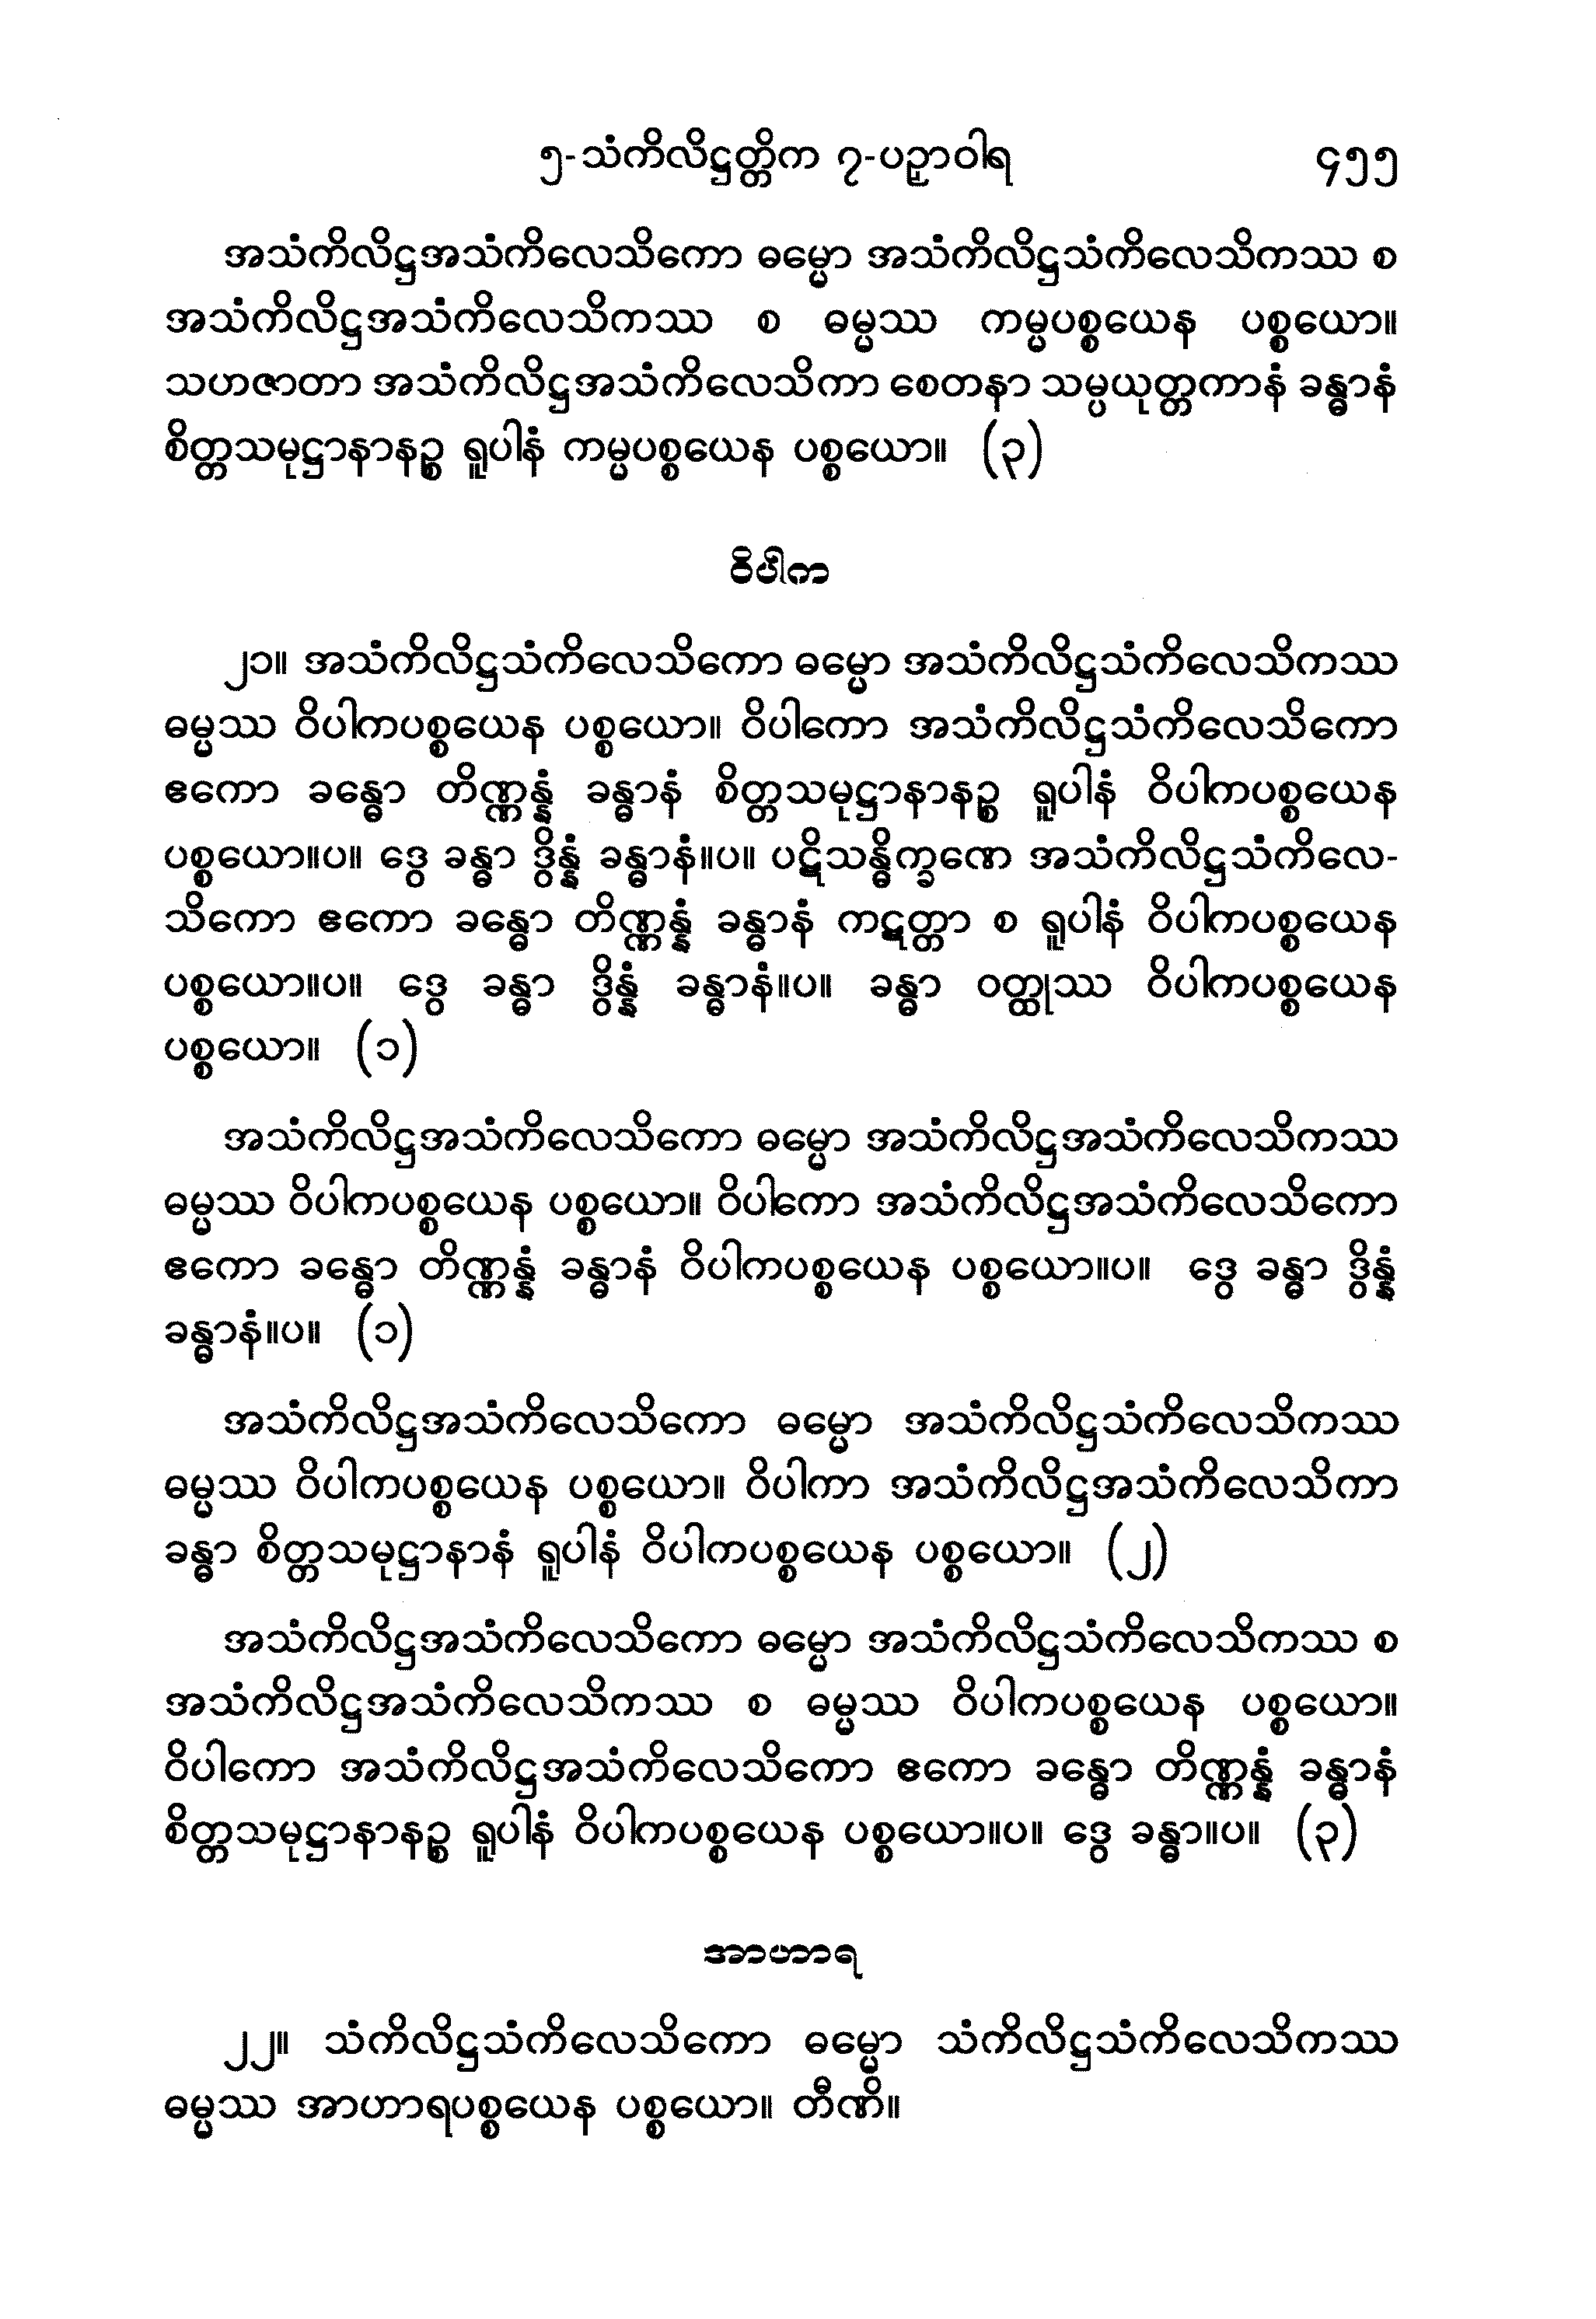 ၅-သံကိလိဋ္ဌတ္တိက ၇-ပဉှာဝါရ ၄၅၅
အသံကိလိဋ္ဌအသံကိလေသိကော ဓမ္မော အသံကိလိဋ္ဌသံကိလေသိကဿ စ
အသံကိလိဋ္ဌအသံကိလေသိကဿ စ ဓမ္မဿ ကမ္မပစ္စယေန ပစ္စယော။
သဟဇာတာ အသံကိလိဋ္ဌအသံကိလေသိကာ စေတနာ သမ္ပယုတ္တကာနံ ခန္ဓာနံ
စိတ္တသမုဋ္ဌာနာနဉ္စ ရူပါနံ ကမ္မပစ္စယေန ပစ္စယော။ (၃)
ဝိပါက
၂၁။ အသံကိလိဋ္ဌသံကိလေသိကော ဓမ္မော အသံကိလိဋ္ဌသံကိလေသိကဿ
ဓမ္မဿ ဝိပါကပစ္စယေန ပစ္စယော။ ဝိပါကော အသံကိလိဋ္ဌသံကိလေသိကော
ဧကော ခန္ဓော တိဏ္ဏန္နံ ခန္ဓာနံ စိတ္တသမုဋ္ဌာနာနဉ္စ ရူပါနံ ဝိပါကပစ္စယေန
ပစ္စယော။ပ။ ဒွေ ခန္ဓာ ဒွိန္နံ ခန္ဓာနံ။ပ။ ပဋိသန္ဓိက္ခဏေ အသံကိလိဋ္ဌသံကိလေ-
သိကော ဧကော ခန္ဓော တိဏ္ဏန္နံ ခန္ဓာနံ ကဋတ္တာ စ ရူပါနံ ဝိပါကပစ္စယေန
ပစ္စယော။ပ။ ဒွေ ခန္ဓာ ဒွိန္နံ ခန္ဓာနံ။ပ။ ခန္ဓာ ဝတ္ထုဿ ဝိပါကပစ္စယေန
ပစ္စယော။ (၁)
အသံကိလိဋ္ဌအသံကိလေသိကော ဓမ္မော အသံကိလိဋ္ဌအသံကိလေသိကဿ
ဓမ္မဿ ဝိပါကပစ္စယေန ပစ္စယော။ ဝိပါကော အသံကိလိဋ္ဌအသံကိလေသိကော
ဧကော ခန္ဓော တိဏ္ဏန္နံ ခန္ဓာနံ ဝိပါကပစ္စယေန ပစ္စယော။ပ။ ဒွေ ခန္ဓာ ဒွိန္နံ
ခန္ဓာနံ။ပ။ (၁)
အသံကိလိဋ္ဌအသံကိလေသိကော ဓမ္မော အသံကိလိဋ္ဌသံကိလေသိကဿ
ဓမ္မဿ ဝိပါကပစ္စယေန ပစ္စယော။ ဝိပါကာ အသံကိလိဋ္ဌအသံကိလေသိကာ
ခန္ဓာ စိတ္တသမုဋ္ဌာနာနံ ရူပါနံ ဝိပါကပစ္စယေန ပစ္စယော။ (၂)
အသံကိလိဋ္ဌအသံကိလေသိကော ဓမ္မော အသံကိလိဋ္ဌသံကိလေသိကဿ စ
အသံကိလိဋ္ဌအသံကိလေသိကဿ စ ဓမ္မဿ ဝိပါကပစ္စယေန ပစ္စယော။
ဝိပါကော အသံကိလိဋ္ဌအသံကိလေသိကော ဧကော ခန္ဓော တိဏ္ဏန္နံ ခန္ဓာနံ
စိတ္တသမုဋ္ဌာနာနဉ္စ ရူပါနံ ဝိပါကပစ္စယေန ပစ္စယော။ပ။ ဒွေ ခန္ဓာ။ပ။ (၃)
အာဟာရ
၂၂။ သံကိလိဋ္ဌသံကိလေသိကော ဓမ္မော သံကိလိဋ္ဌသံကိလေသိကဿ
ဓမ္မဿ အာဟာရပစ္စယေန ပစ္စယော။ တီဏိ။